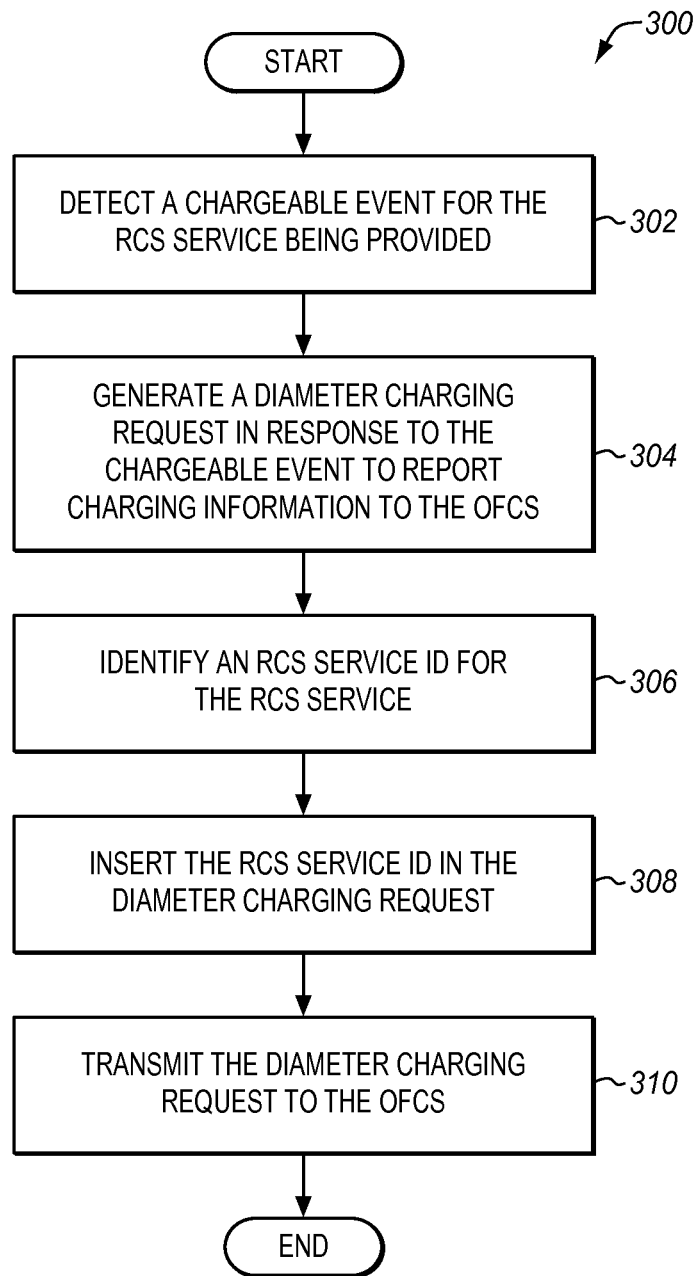 300
START
DETECT A CHARGEABLE EVENT FOR THE
RCS SERVICE BEING PROVIDED
302
GENERATE A DIAMETER CHARGING
REQUEST IN RESPONSE TO THE
CHARGEABLE EVENT TO REPORT
CHARGING INFORMATION TO THE OFCS
304
IDENTIFY AN RCS SERVICE ID FOR
THE RCS SERVICE
306
INSERT THE RCS SERVICE ID IN THE
DIAMETER CHARGING REQUEST
308
TRANSMIT THE DIAMETER CHARGING
REQUEST TO THE OFCS
310
END